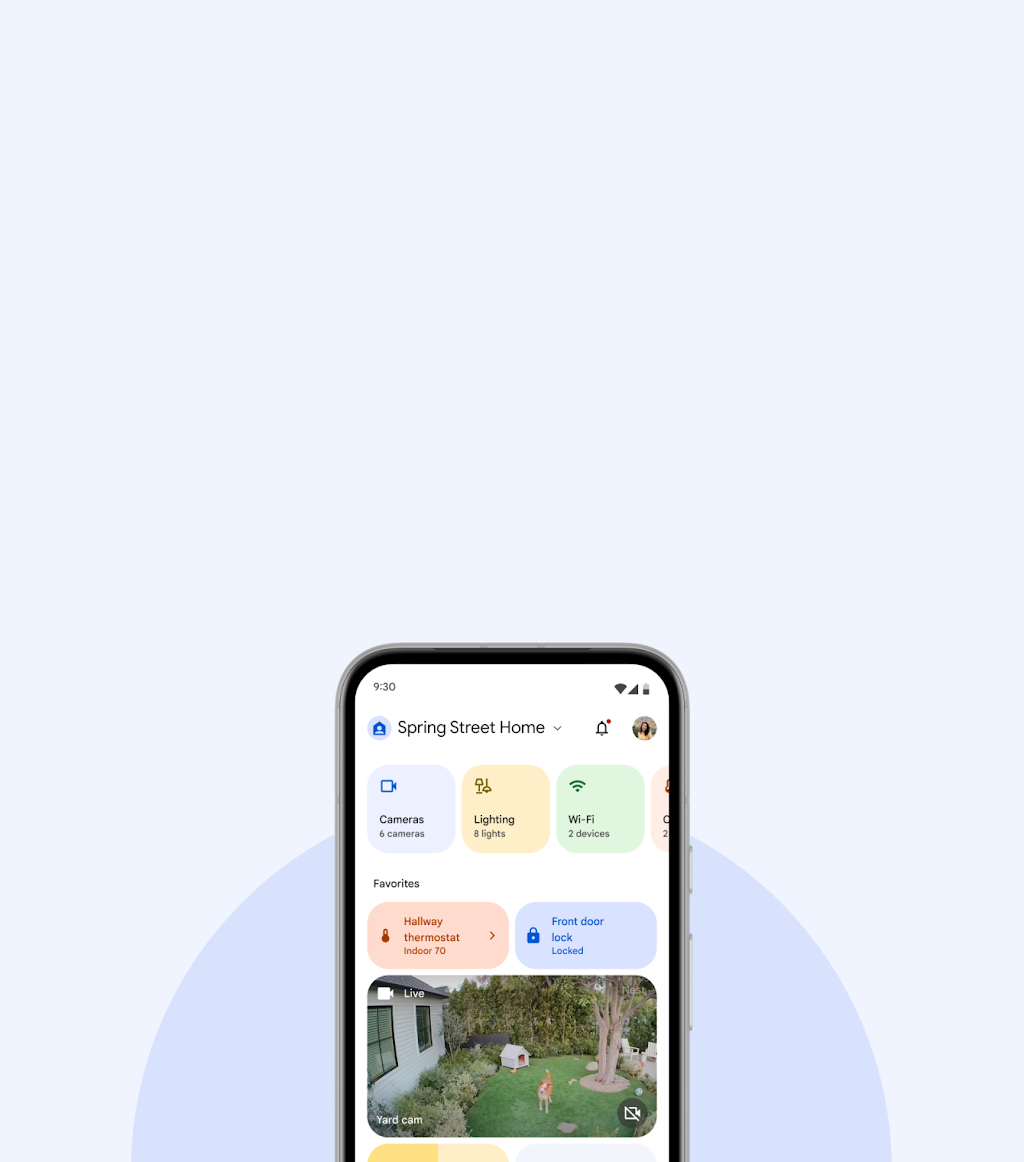 9:30
Spring Street Home
Cameras
6 cameras
Lighting
8 lights
Wi-Fi
2 devices
Favorites
Hallway
thermostat
Indoor 70
Front door
lock
Locked
Live
Nest
Yard cam